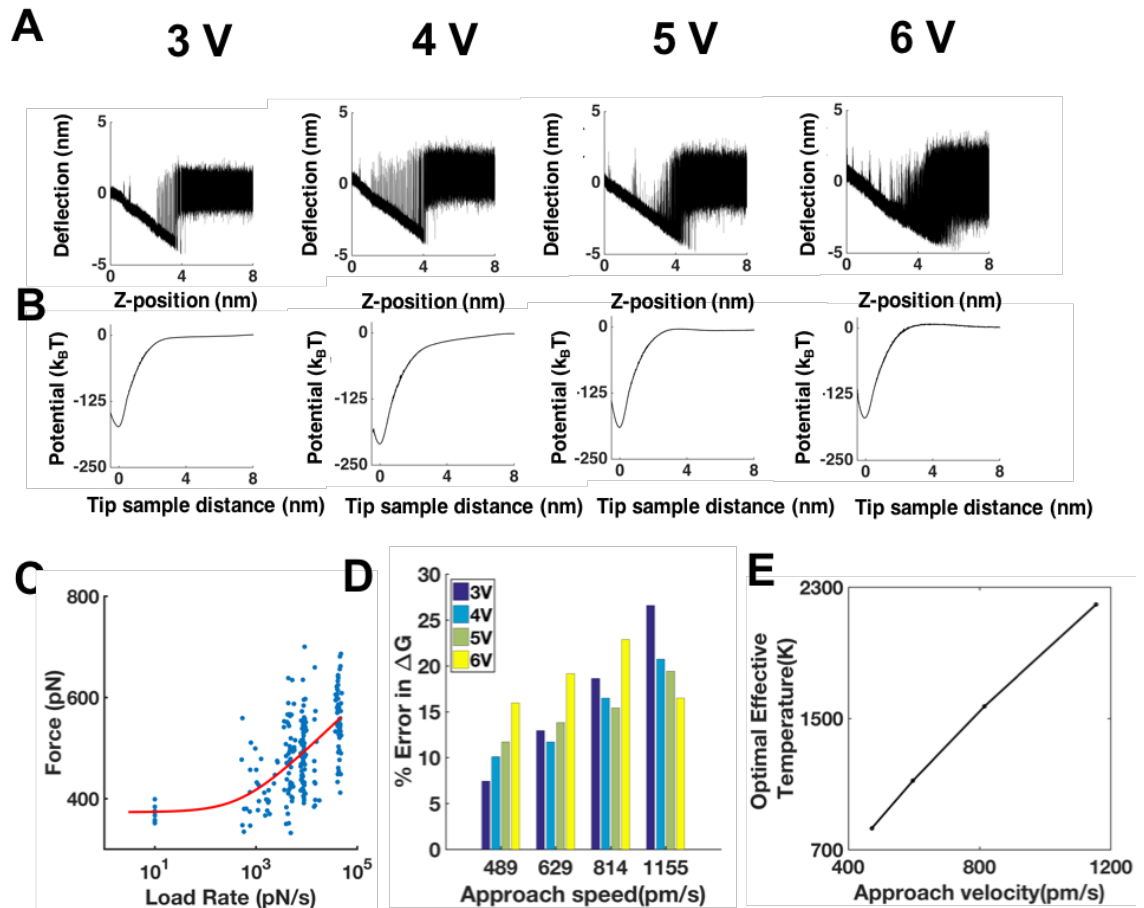 A
3 V
4 V
5 V
6 V
Deflection (nm)
5
0
-5
0
4
8
Z-position (nm)
Deflection (nm)
5
0
-5
0
4
8
Z-position (nm)
Deflection (nm)
5
0
-5
0
4
8
Z-position (nm)
Deflection (nm)
5
0
-5
0
4
8
Z-position (nm)
B
Potential (kBT)
0
-125
-250
0
4
8
Tip sample distance (nm)
Potential (kBT)
0
-125
-250
0
4
8
Tip sample distance (nm)
Potential (kBT)
0
-125
-250
0
4
8
Tip sample distance (nm)
Potential (kBT)
0
-125
-250
0
4
8
Tip sample distance (nm)
C
Force (pN)
800
600
400
10^1
10^3
10^5
Load Rate (pN/s)
D
% Error in ΔG
30
25
20
15
10
5
0
3V
4V
5V
6V
489
629
814
1155
Approach speed(pm/s)
E
Optimal Effective
Temperature(K)
2300
1500
700
400
800
1200
Approach velocity(pm/s)